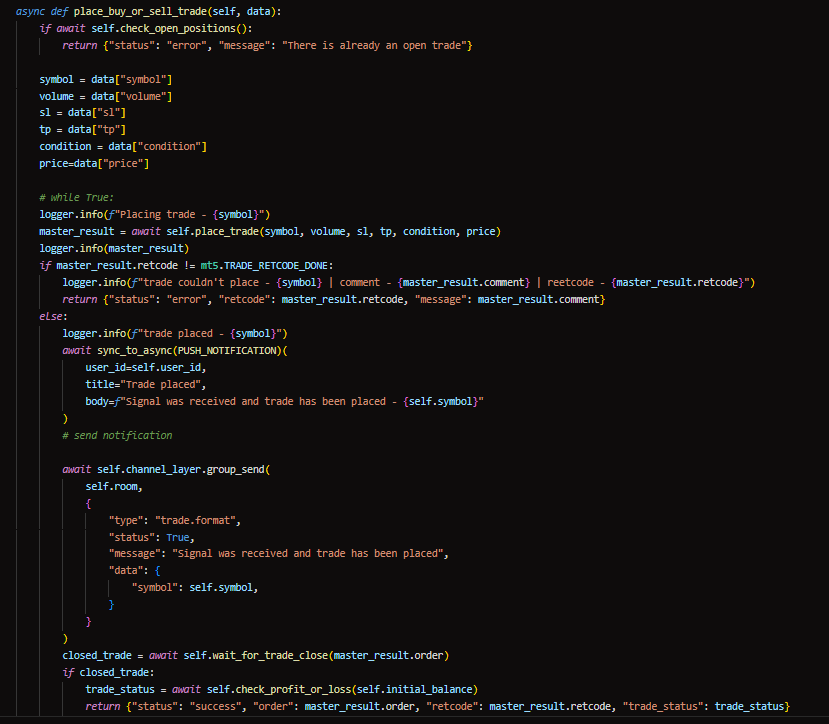 async def place_buy_or_sell_trade(self, data):
    if await self.check_open_positions():
        return {"status": "error", "message": "There is already an open trade"}

    symbol = data["symbol"]
    volume = data["volume"]
    sl = data["sl"]
    tp = data["tp"]
    condition = data["condition"]
    price=data["price"]

    # while True:
    logger.info(f"Placing trade - {symbol}")
    master_result = await self.place_trade(symbol, volume, sl, tp, condition, price)
    logger.info(master_result)
    if master_result.retcode != mt5.TRADE_RETCODE_DONE:
        logger.info(f"trade couldn't place - {symbol} | comment - {master_result.comment} | reetcode - {master_result.retcode}")
        return {"status": "error", "retcode": master_result.retcode, "message": master_result.comment}
    else:
        logger.info(f"trade placed - {symbol}")
        await sync_to_async(PUSH_NOTIFICATION)(
            user_id=self.user_id,
            title="Trade placed",
            body=f"Signal was received and trade has been placed - {self.symbol}"
        )
        # send notification

        await self.channel_layer.group_send(
            self.room,
            {
                "type": "trade.format",
                "status": True,
                "message": "Signal was received and trade has been placed",
                "data": {
                    "symbol": self.symbol,
                }
            }
        )
        closed_trade = await self.wait_for_trade_close(master_result.order)
        if closed_trade:
            trade_status = await self.check_profit_or_loss(self.initial_balance)
            return {"status": "success", "order": master_result.order, "retcode": master_result.retcode, "trade_status": trade_status}